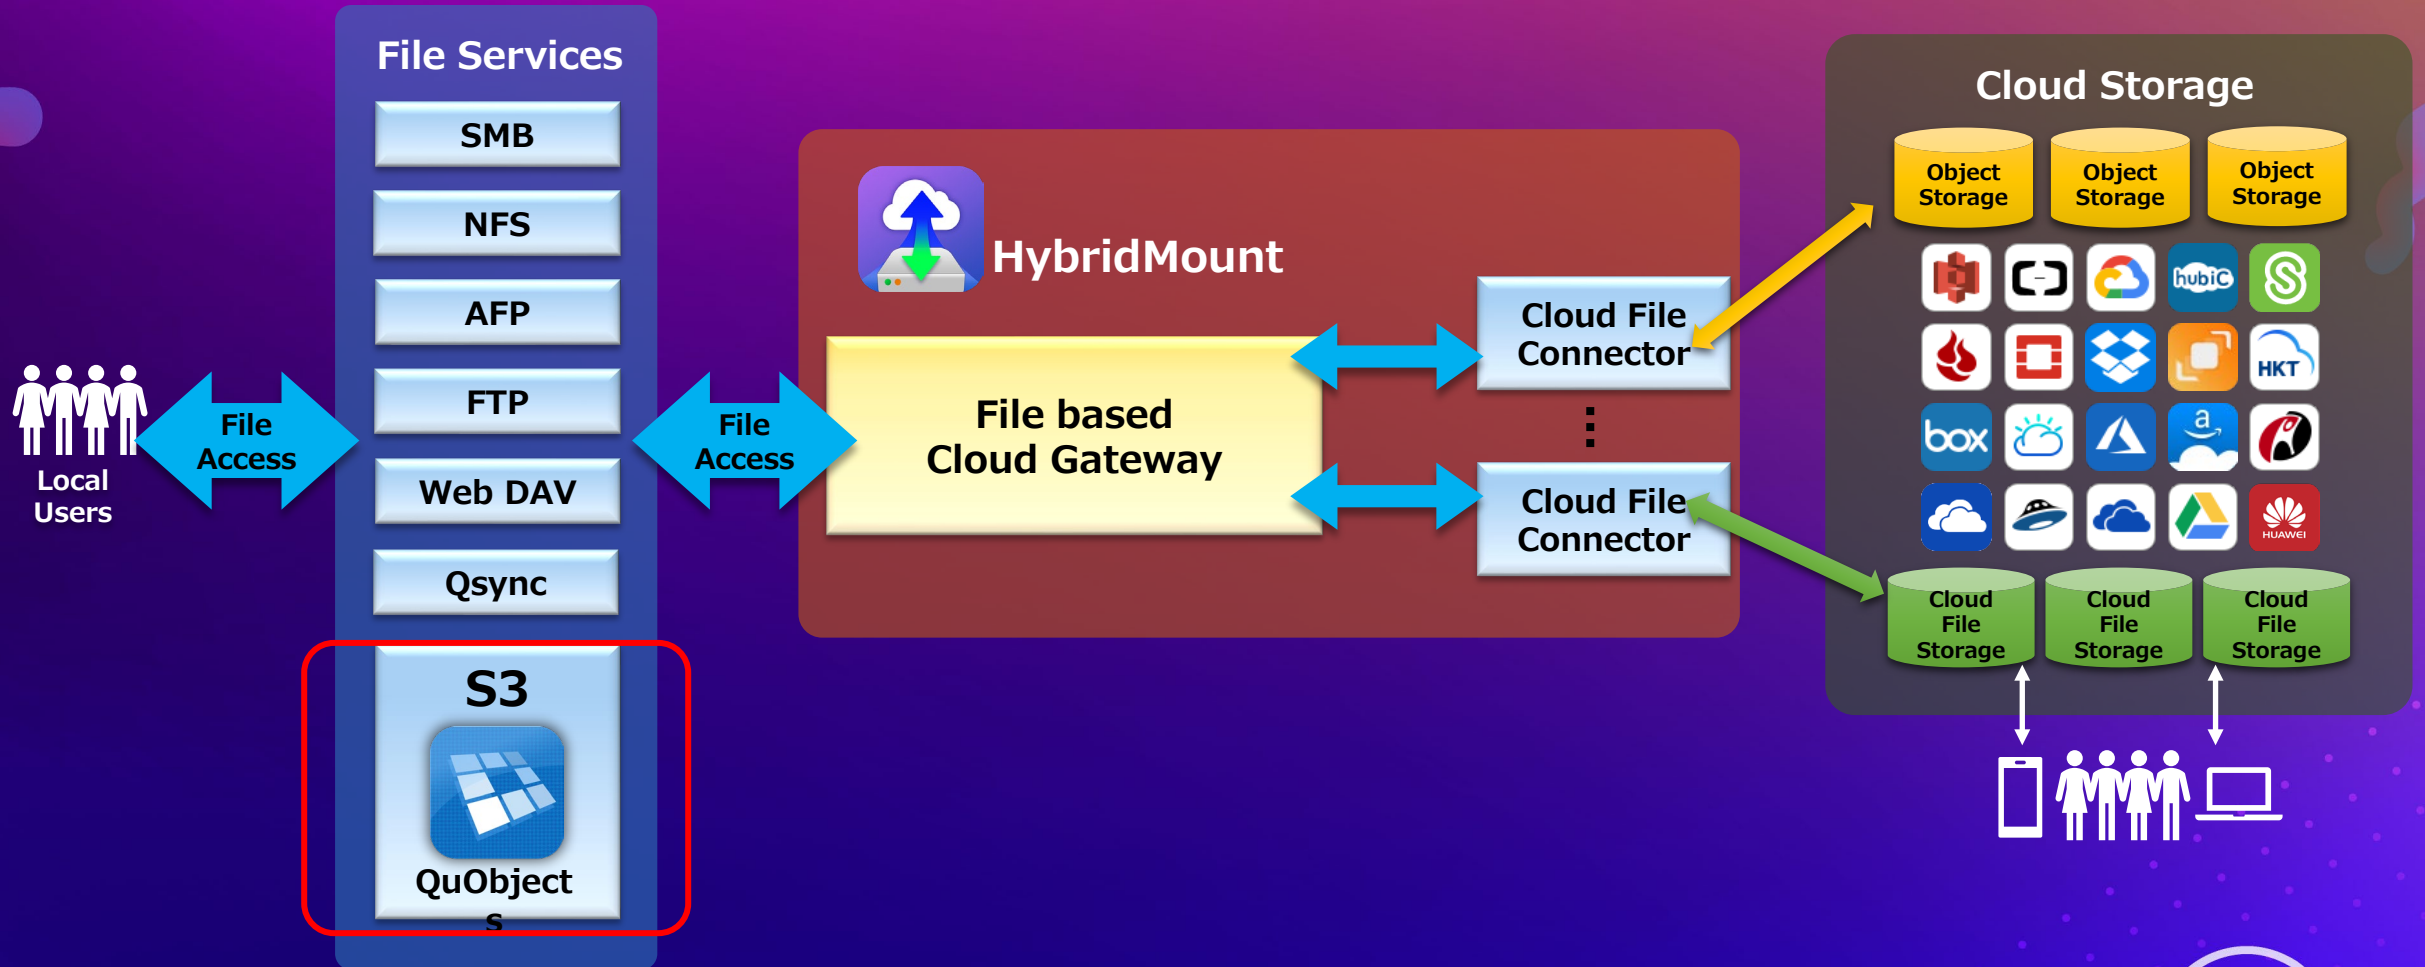 File Services
SMB
NFS
AFP
FTP
Web DAV
Qsync
S3
QuObject
s
Local
Users
File
Access
File
Access
HybridMount
File based
Cloud Gateway
Cloud File
Connector
Cloud File
Connector
Cloud Storage
Object
Storage
Object
Storage
Object
Storage
hubiC
HKT
box
a
HUAWEI
Cloud
File
Storage
Cloud
File
Storage
Cloud
File
Storage